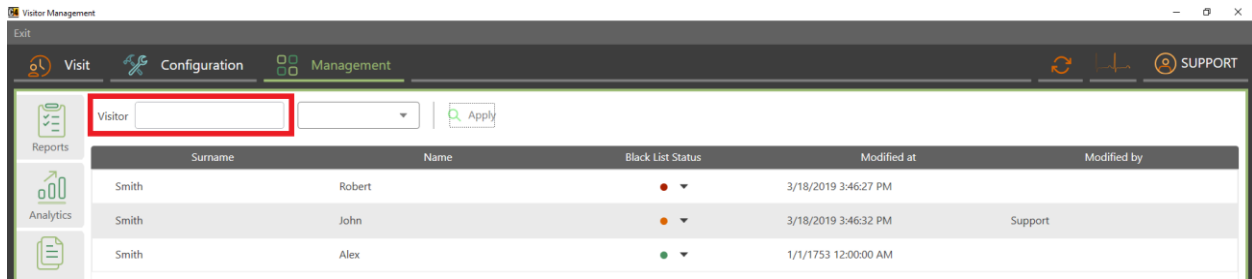 Visitor Management
Exit
Visit Configuration Management SUPPORT
Visitor Apply
Reports
Surname Name Black List Status Modified at Modified by
Smith Robert 3/18/2019 3:46:27 PM
Analytics
Smith John 3/18/2019 3:46:32 PM Support
Smith Alex 1/1/1753 12:00:00 AM